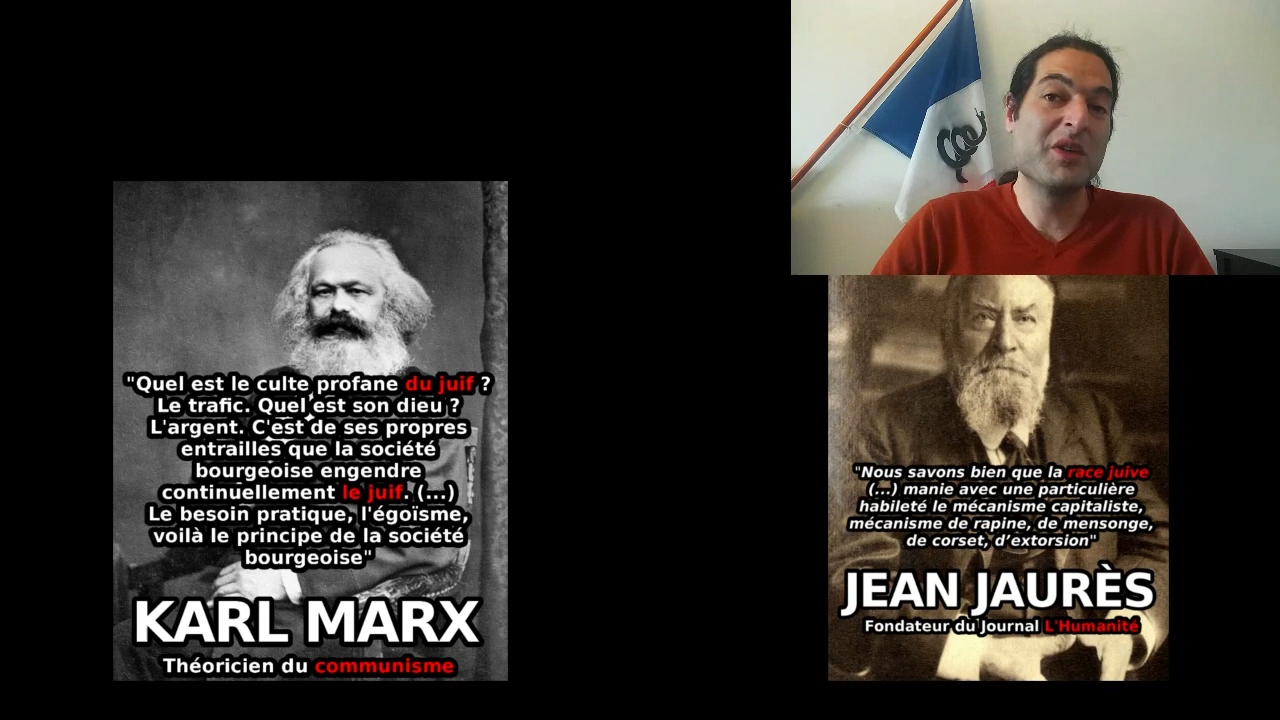 "Quel est le culte profane du juif ?
Le trafic. Quel est son dieu ?
L'argent. C'est de ses propres
entrailles que la société
bourgeoise engendre
continuellement le juif. (...)
Le besoin pratique, l'égoïsme,
voilà le principe de la société
bourgeoise"
KARL MARX
Théoricien du communisme
"Nous savons bien que la race juive
(...) manie avec une particulière
habileté le mécanisme capitaliste,
mécanisme de rapine, de mensonge,
de corset, d’extorsion"
JEAN JAURÈS
Fondateur du Journal L'Humanité